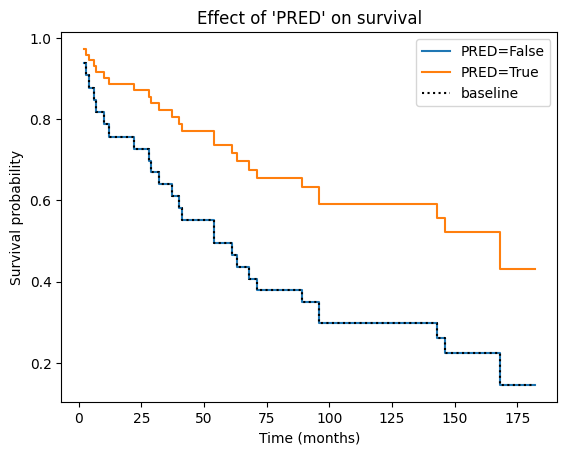 Effect of 'PRED' on survival
PRED=False
PRED=True
baseline
Survival probability
1.0
0.8
0.6
0.4
0.2
0 25 50 75 100 125 150 175
Time (months)